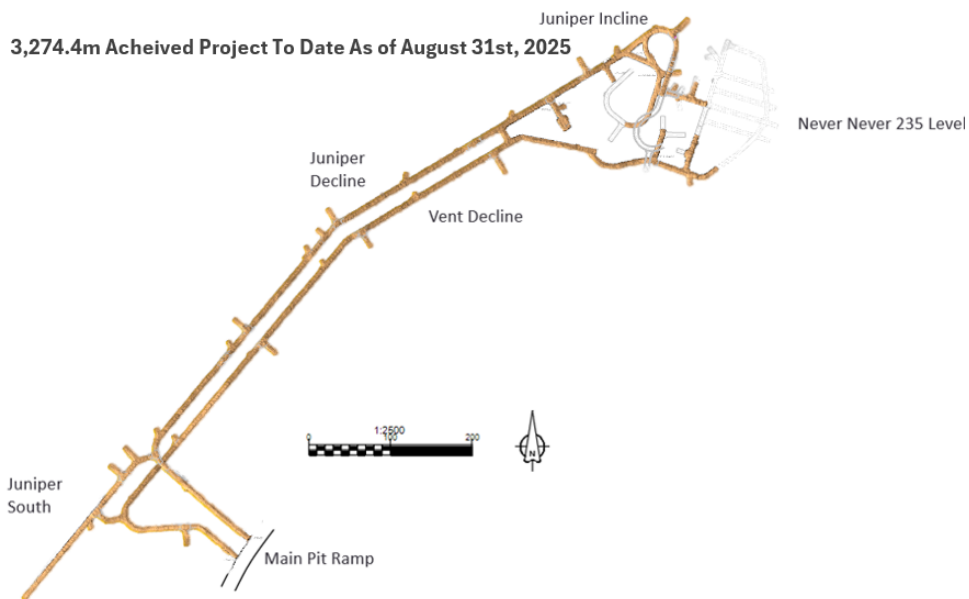 Juniper Incline
3,274.4m Acheived Project To Date As of August 31st, 2025
Never Never 235 Level
Juniper
Decline
Vent Decline
1:2500
0 100 200
N
Juniper
South
Main Pit Ramp